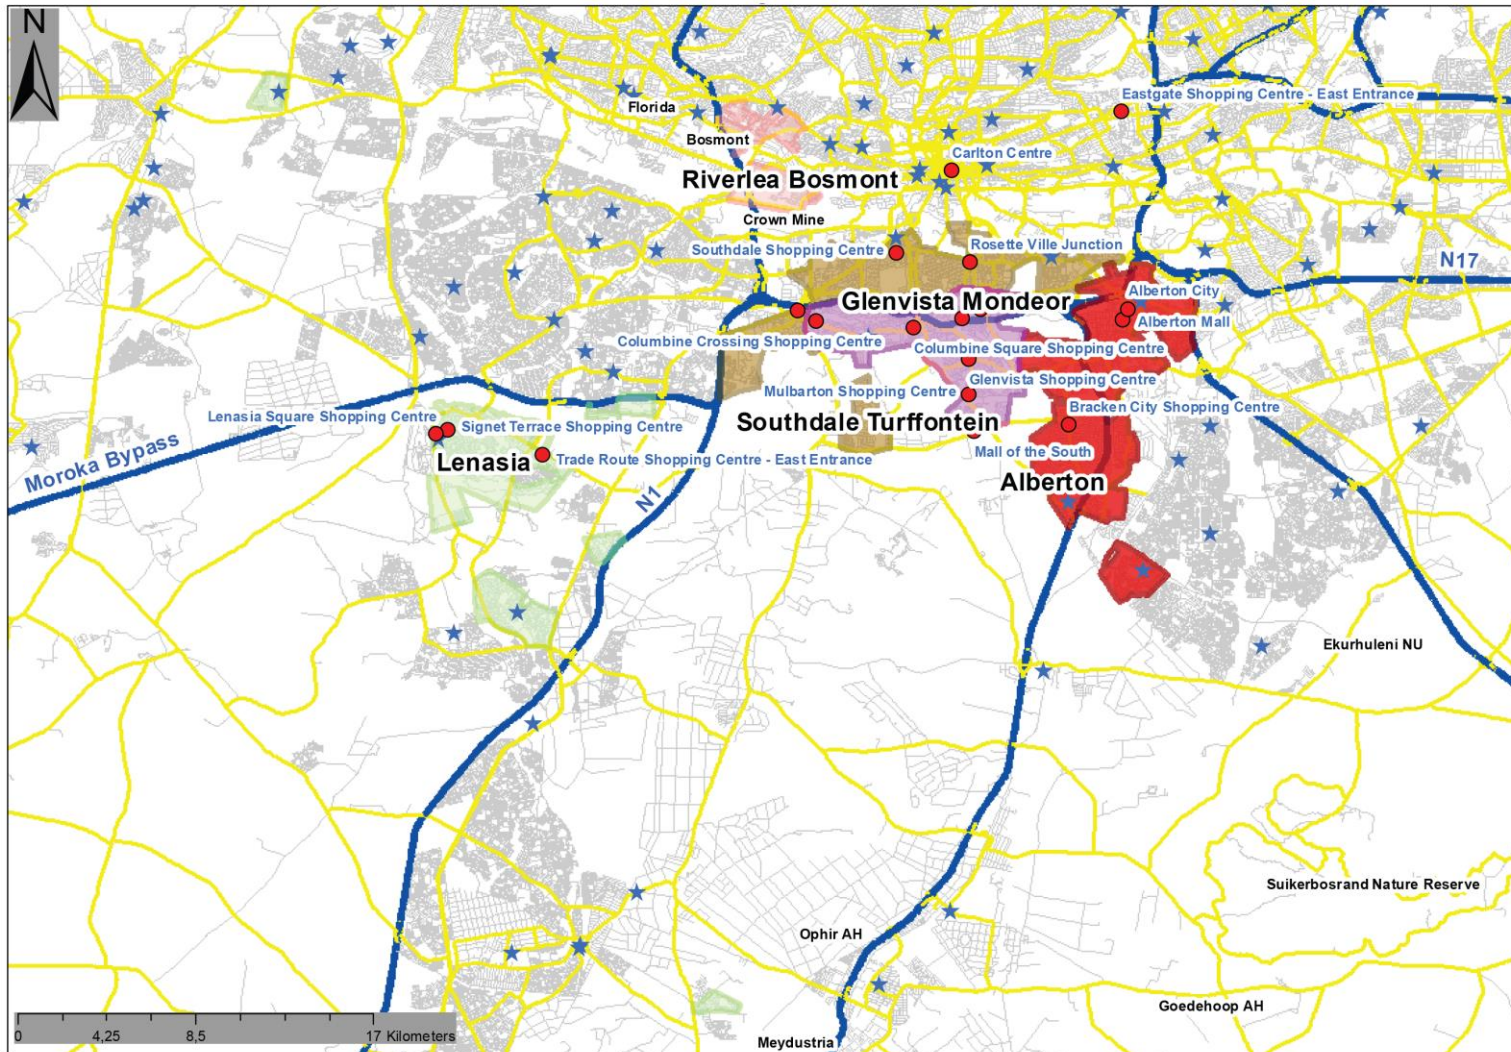 N
Eastgate Shopping Centre - East Entrance
Florida
Bosmont
Carlton Centre
Riverlea Bosmont
Crown Mine
Southdale Shopping Centre
Rosette Ville Junction
N17
Alberton City
Glenvista Mondeor
Alberton Mall
Columbine Crossing Shopping Centre
Columbine Square Shopping Centre
Mulbarton Shopping Centre
Glenvista Shopping Centre
Lenasia Square Shopping Centre
Signet Terrace Shopping Centre
Southdale Turffontein
Bracken City Shopping Centre
Moroka Bypass
Lenasia
Trade Route Shopping Centre - East Entrance
Mall of the South
Alberton
N1
Ekurhuleni NU
Suikerbosrand Nature Reserve
Ophir AH
Goedehoop AH
0 4,25 8,5 17 Kilometers
Meydustria